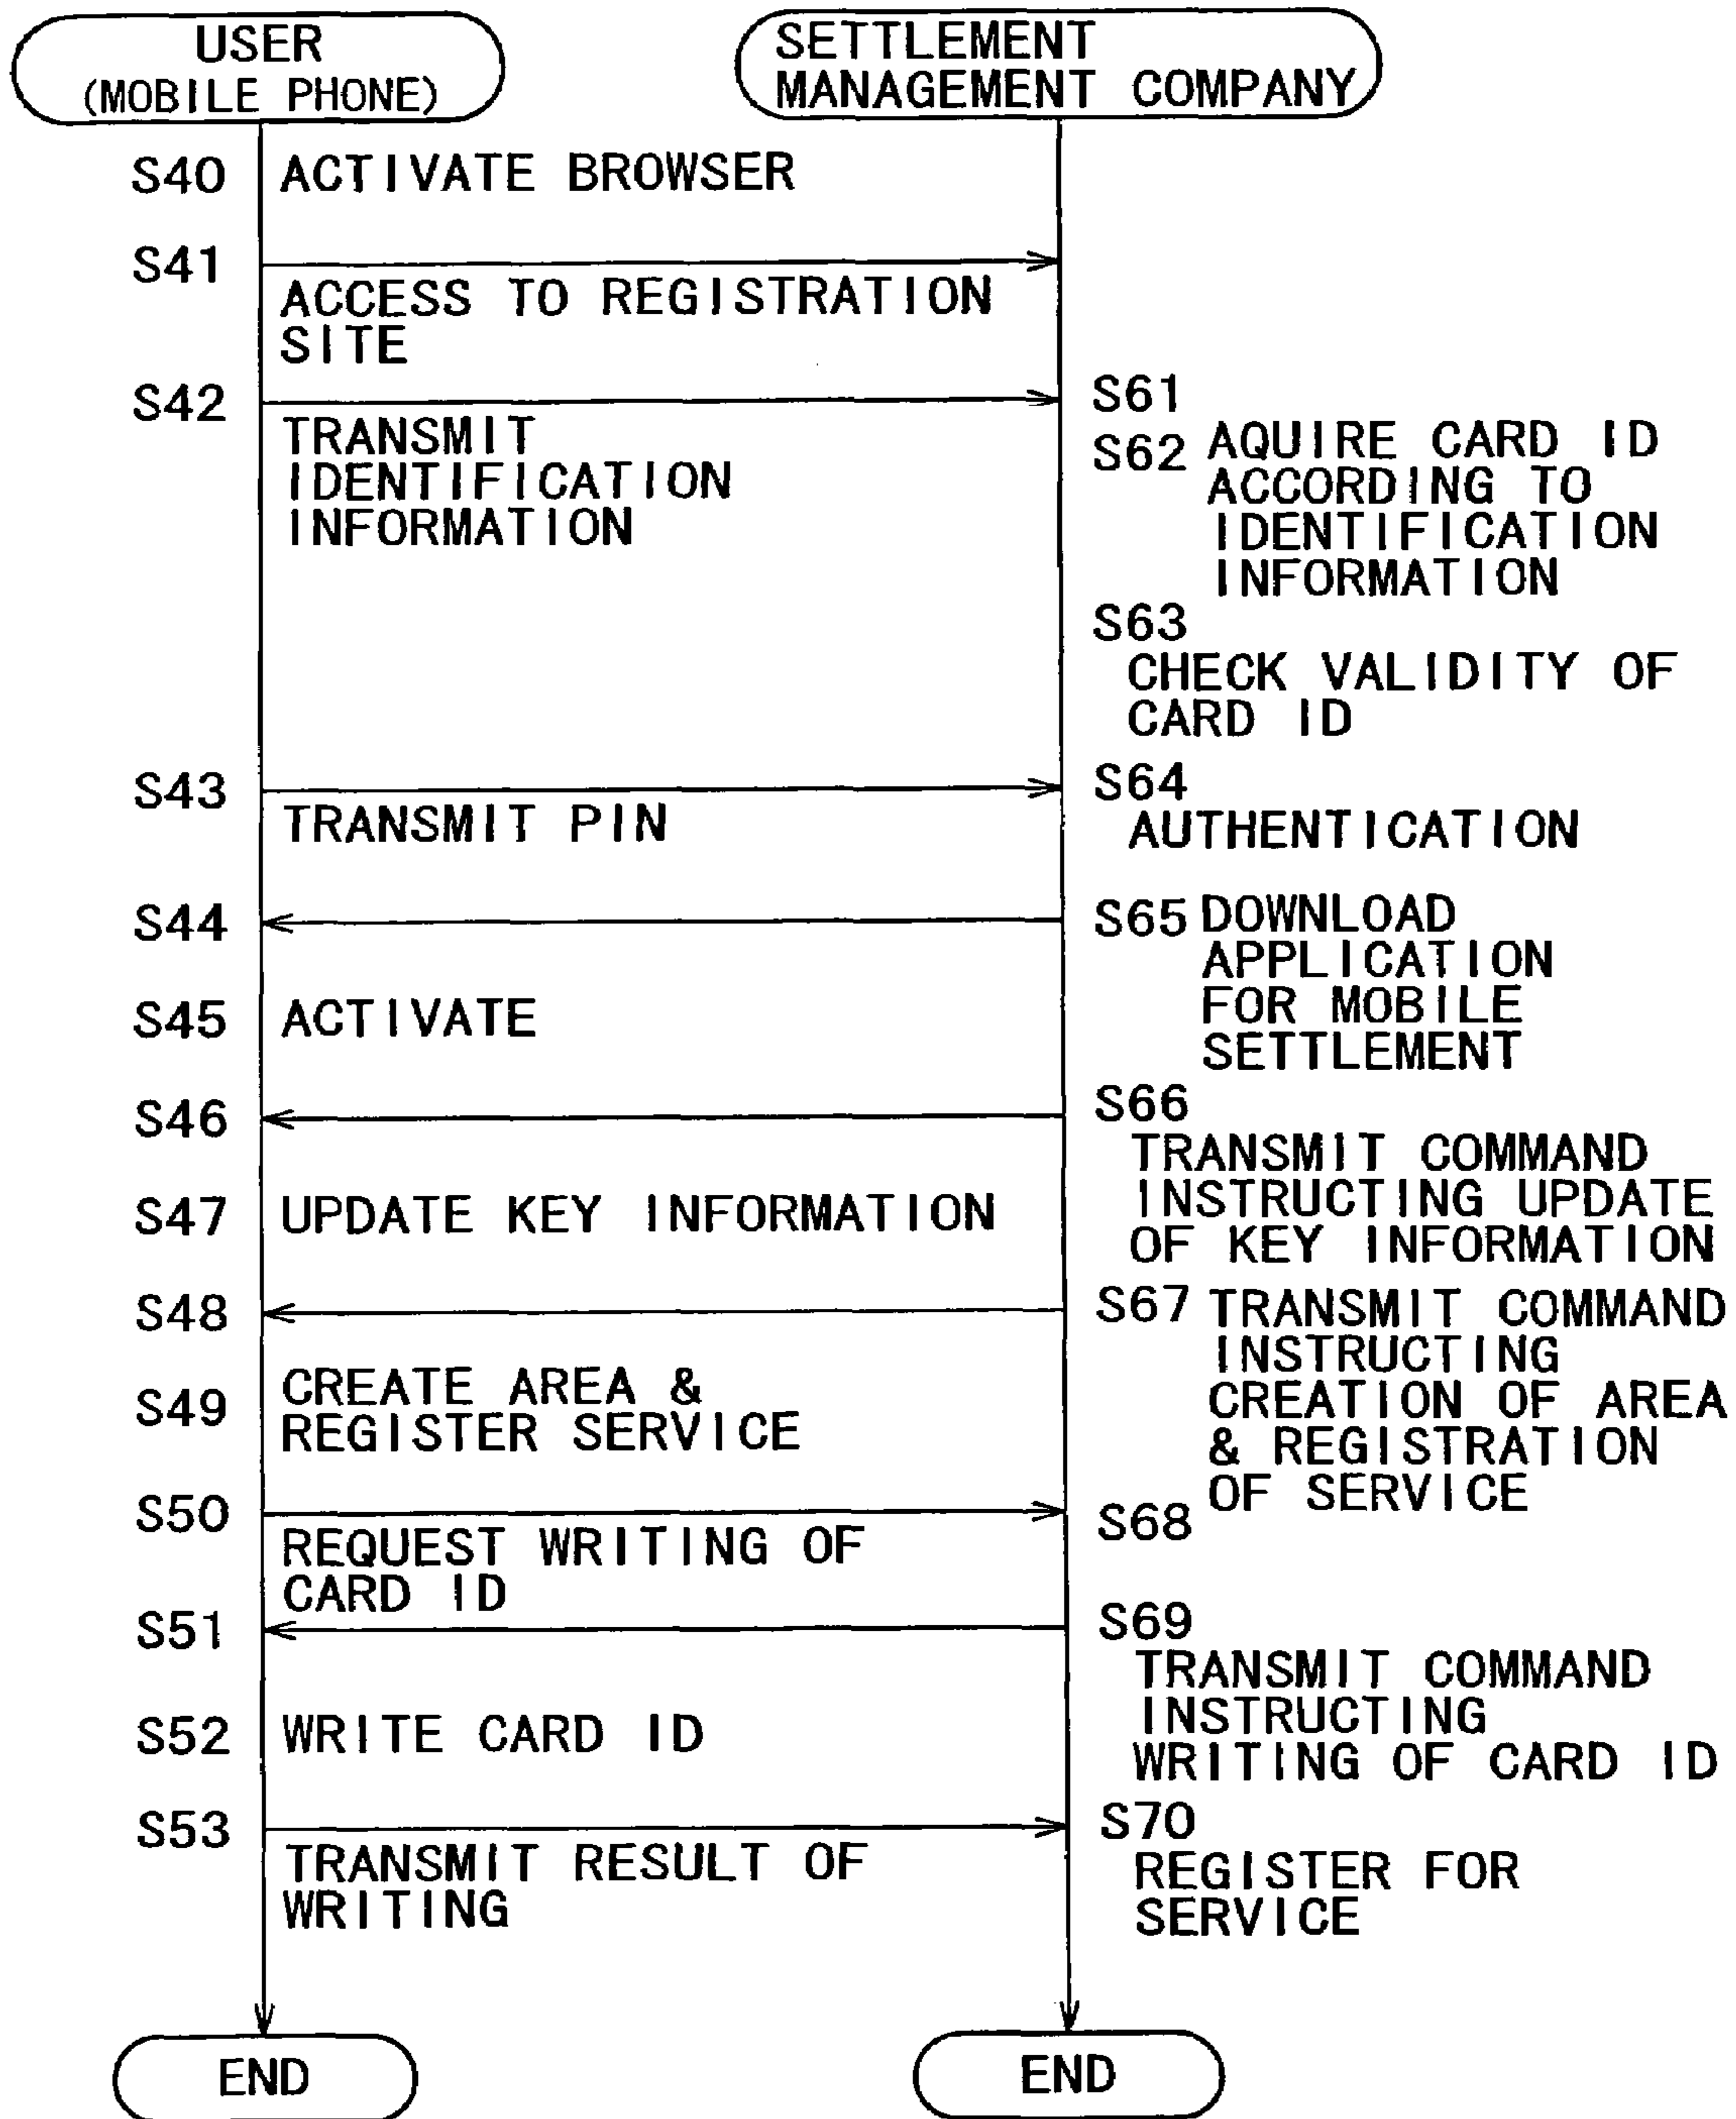 USER
(MOBILE PHONE)
SETTLEMENT
MANAGEMENT COMPANY
S40 ACTIVATE BROWSER
S41
ACCESS TO REGISTRATION
SITE
S42
TRANSMIT
IDENTIFICATION
INFORMATION
S61
S62 AQUIRE CARD ID
ACCORDING TO
IDENTIFICATION
INFORMATION
S63
CHECK VALIDITY OF
CARD ID
S43
TRANSMIT PIN
S64
AUTHENTICATION
S44
S65 DOWNLOAD
APPLICATION
FOR MOBILE
SETTLEMENT
S45 ACTIVATE
S46
S66
TRANSMIT COMMAND
INSTRUCTING UPDATE
OF KEY INFORMATION
S47 UPDATE KEY INFORMATION
S48
S67 TRANSMIT COMMAND
INSTRUCTING
CREATION OF AREA
& REGISTRATION
OF SERVICE
S49 CREATE AREA &
REGISTER SERVICE
S50
REQUEST WRITING OF
CARD ID
S68
S51
S69
TRANSMIT COMMAND
INSTRUCTING
WRITING OF CARD ID
S52 WRITE CARD ID
S53
TRANSMIT RESULT OF
WRITING
S70
REGISTER FOR
SERVICE
END
END